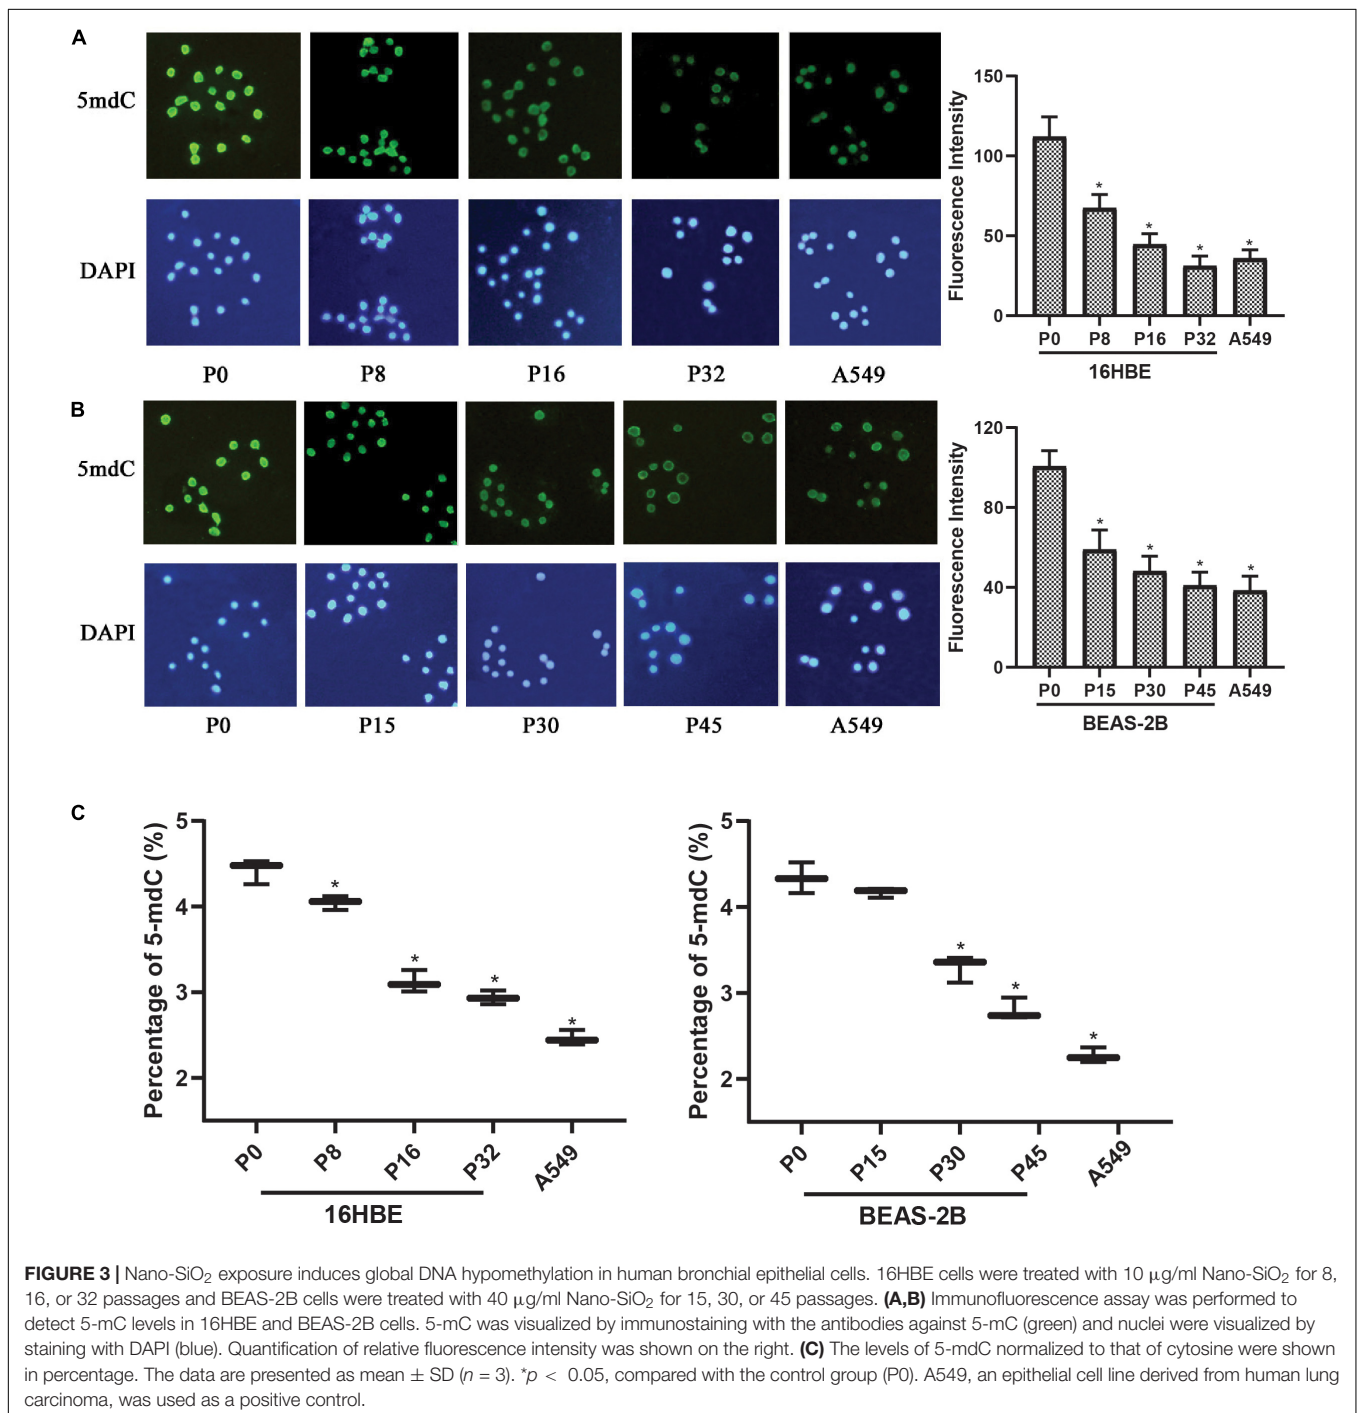 A
5mdC
DAPI
P0 P8 P16 P32 A549
Fluorescence Intensity
150
100
50
0
* * * *
P0 P8 P16 P32 A549
16HBE
B
5mdC
DAPI
P0 P15 P30 P45 A549
Fluorescence Intensity
120
80
40
0
* * * *
P0 P15 P30 P45 A549
BEAS-2B
C
Percentage of 5-mdC (%)
5
4
3
2
* * * *
P0 P8 P16 P32 A549
16HBE
Percentage of 5-mdC (%)
5
4
3
2
* * *
P0 P15 P30 P45 A549
BEAS-2B
FIGURE 3 | Nano-SiO2 exposure induces global DNA hypomethylation in human bronchial epithelial cells. 16HBE cells were treated with 10 μg/ml Nano-SiO2 for 8,
16, or 32 passages and BEAS-2B cells were treated with 40 μg/ml Nano-SiO2 for 15, 30, or 45 passages. (A,B) Immunofluorescence assay was performed to
detect 5-mC levels in 16HBE and BEAS-2B cells. 5-mC was visualized by immunostaining with the antibodies against 5-mC (green) and nuclei were visualized by
staining with DAPI (blue). Quantification of relative fluorescence intensity was shown on the right. (C) The levels of 5-mdC normalized to that of cytosine were shown
in percentage. The data are presented as mean ± SD (n = 3). *p < 0.05, compared with the control group (P0). A549, an epithelial cell line derived from human lung
carcinoma, was used as a positive control.